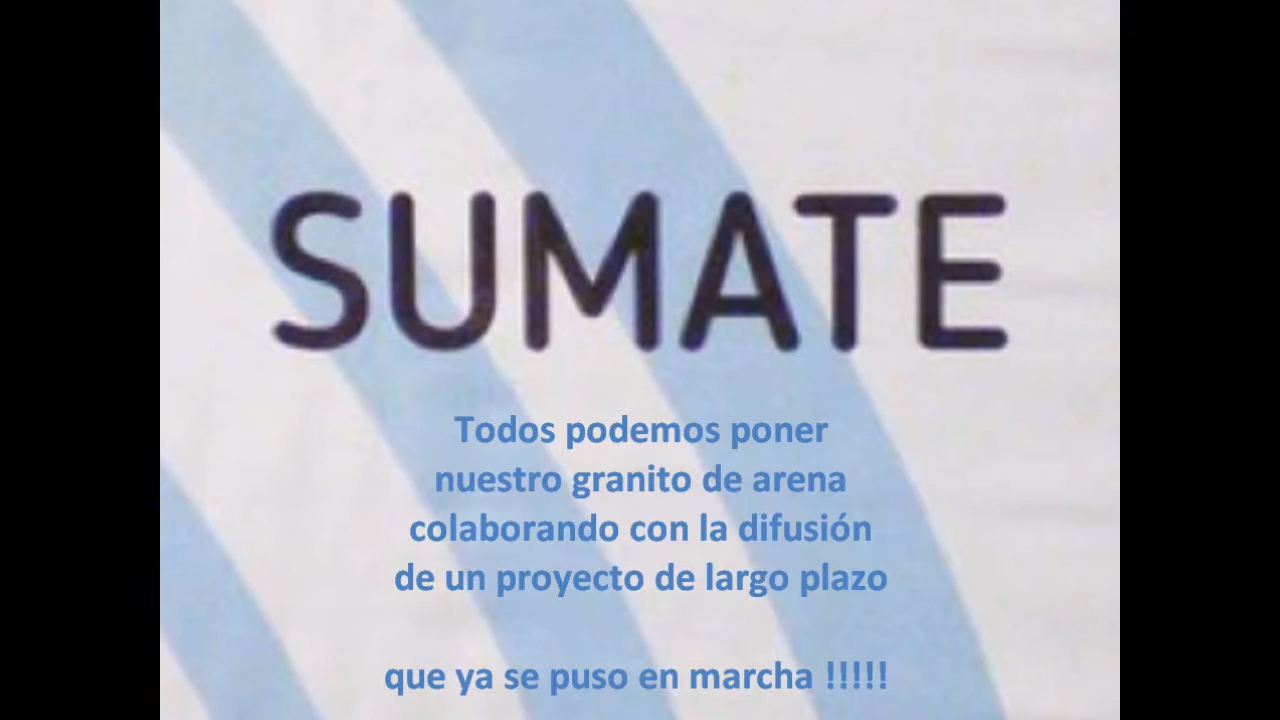 SUMATE
Todos podemos poner
nuestro granito de arena
colaborando con la difusión
de un proyecto de largo plazo
que ya se puso en marcha !!!!!